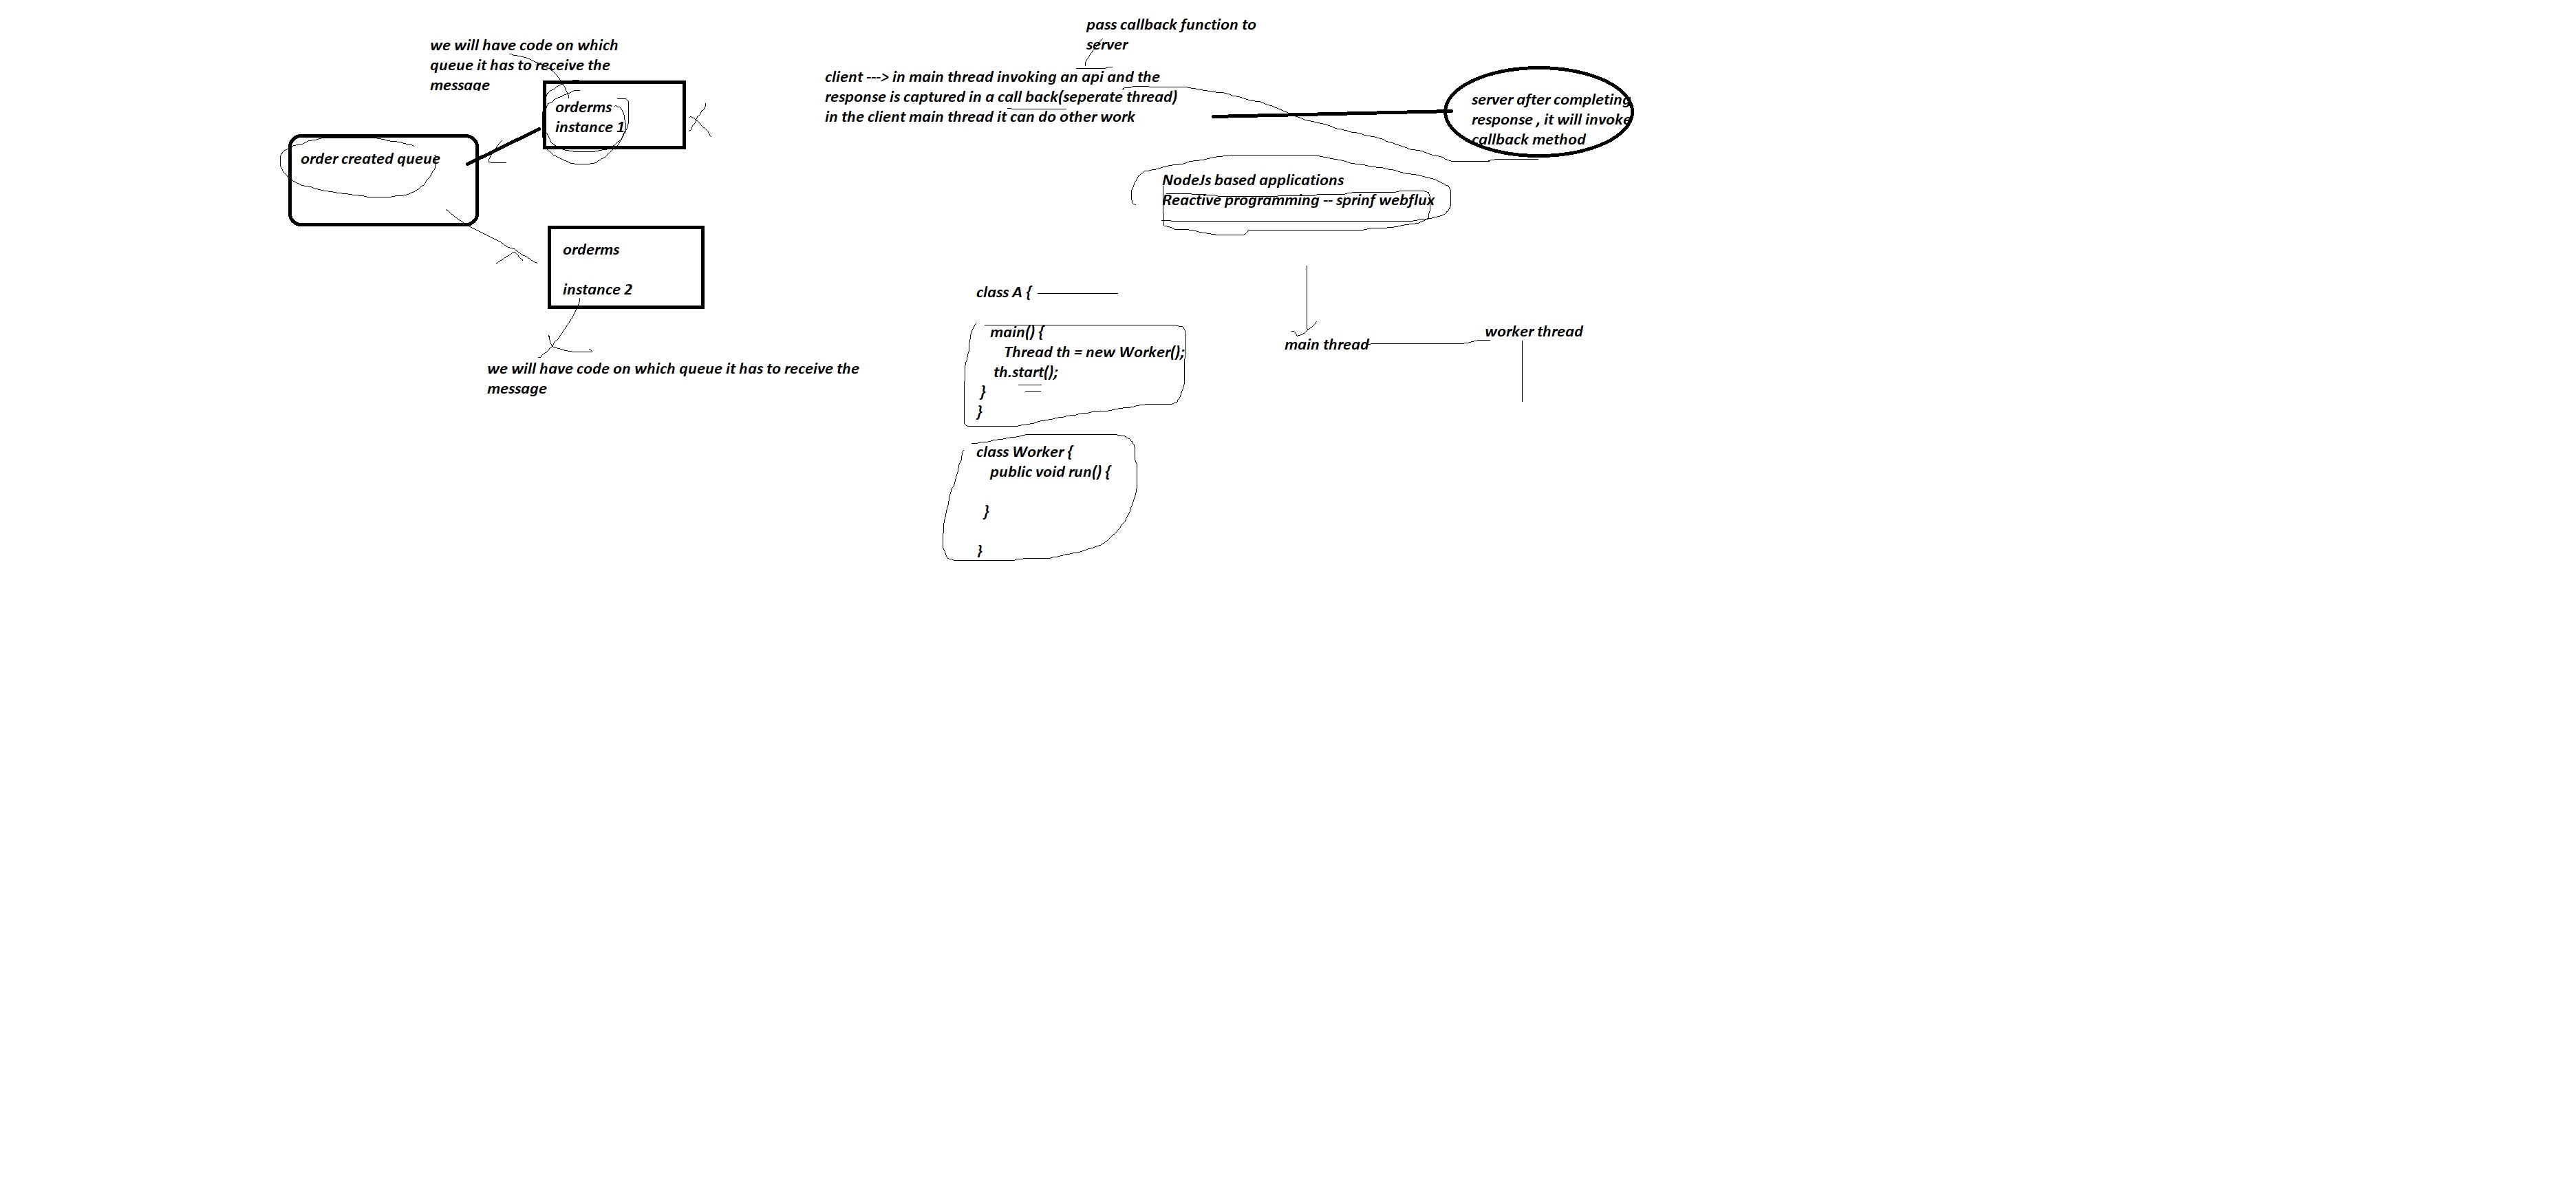 we will have code on which
queue it has to receive the
message
orderms
instance 1
order created queue
orderms
instance 2
we will have code on which queue it has to receive the
message
pass callback function to
server
client ---> in main thread invoking an api and the
response is captured in a call back(seperate thread)
in the client main thread it can do other work
server after completing
response , it will invoke
callback method
NodeJs based applications
Reactive programming -- sprinf webflux
class A {
main() {
Thread th = new Worker();
th.start();
}
}
class Worker {
public void run() {
}
}
main thread
worker thread